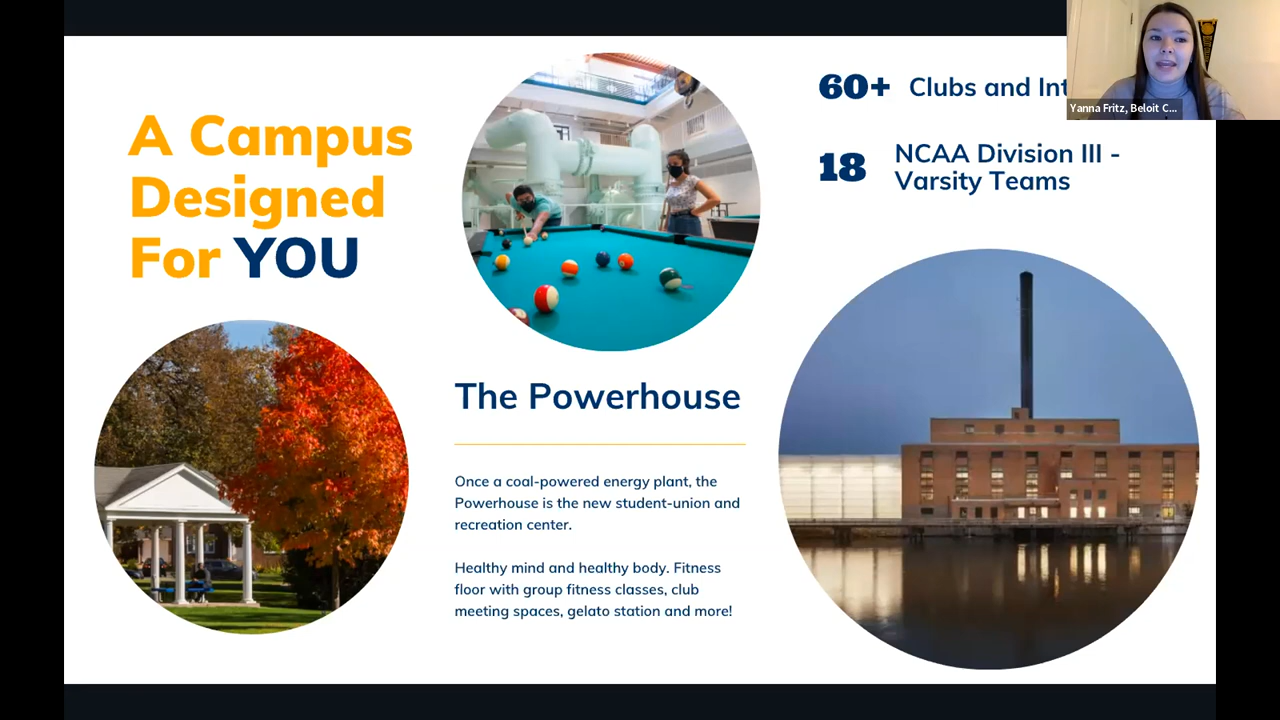 A Campus
Designed
For YOU
60+ Clubs and Int
18 NCAA Division III -
Varsity Teams
Yanna Fritz, Beloit C...
The Powerhouse
Once a coal-powered energy plant, the
Powerhouse is the new student-union and
recreation center.
Healthy mind and healthy body. Fitness
floor with group fitness classes, club
meeting spaces, gelato station and more!